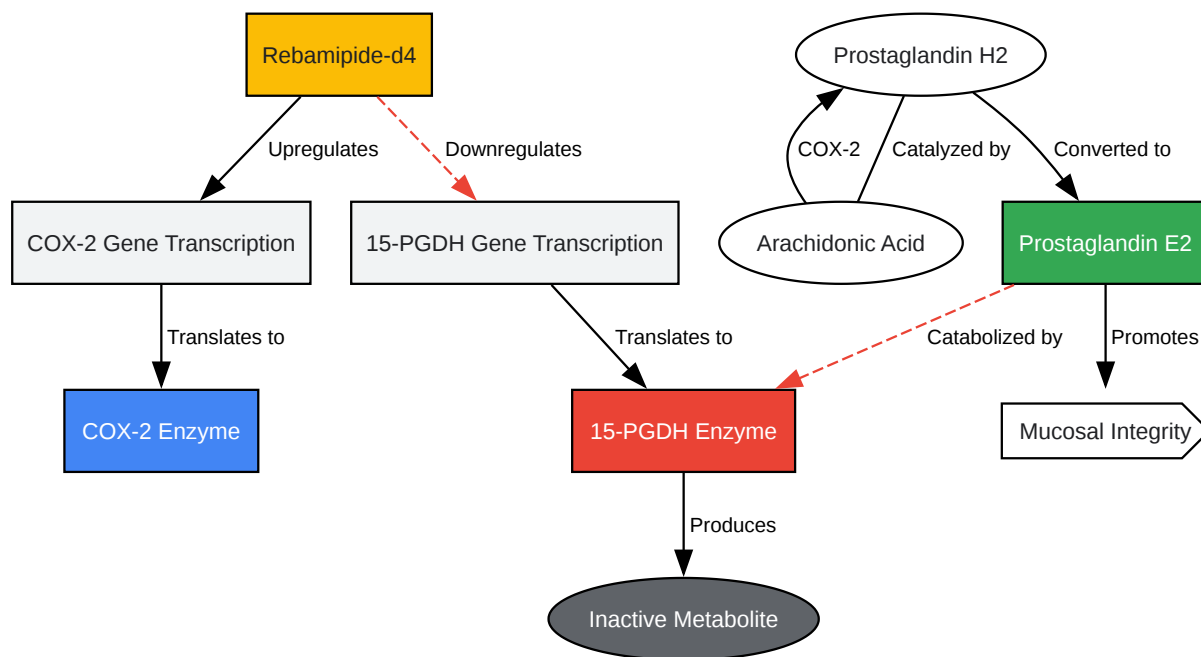 Rebamipide-d4
Prostaglandin H2
Upregulates
Downregulates
COX-2
Catalyzed by
Converted to
COX-2 Gene Transcription
15-PGDH Gene Transcription
Arachidonic Acid
Prostaglandin E2
Translates to
Translates to
Catabolized by
Promotes
COX-2 Enzyme
15-PGDH Enzyme
Mucosal Integrity
Produces
Inactive Metabolite